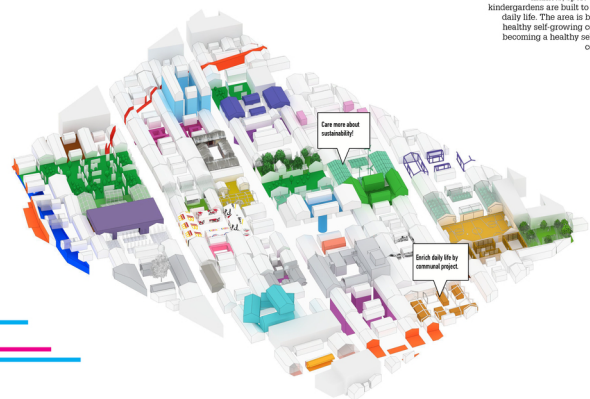 kindergardens are built to
daily life. The area is b
healthy self-growing c
becoming a healthy se
c
Care more about
sustainability!
Enrich daily life by
communal project.